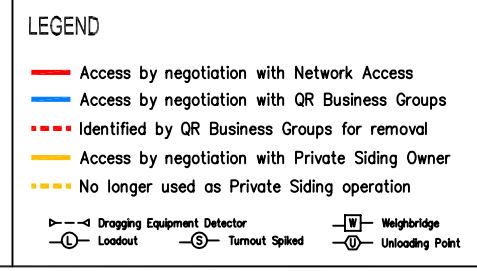 LEGEND
Access by negotiation with Network Access
Access by negotiation with QR Business Groups
Identified by QR Business Groups for removal
Access by negotiation with Private Siding Owner
No longer used as Private Siding operation
Dragging Equipment Detector W Weighbridge
L Loadout S Turnout Spiked U Unloading Point